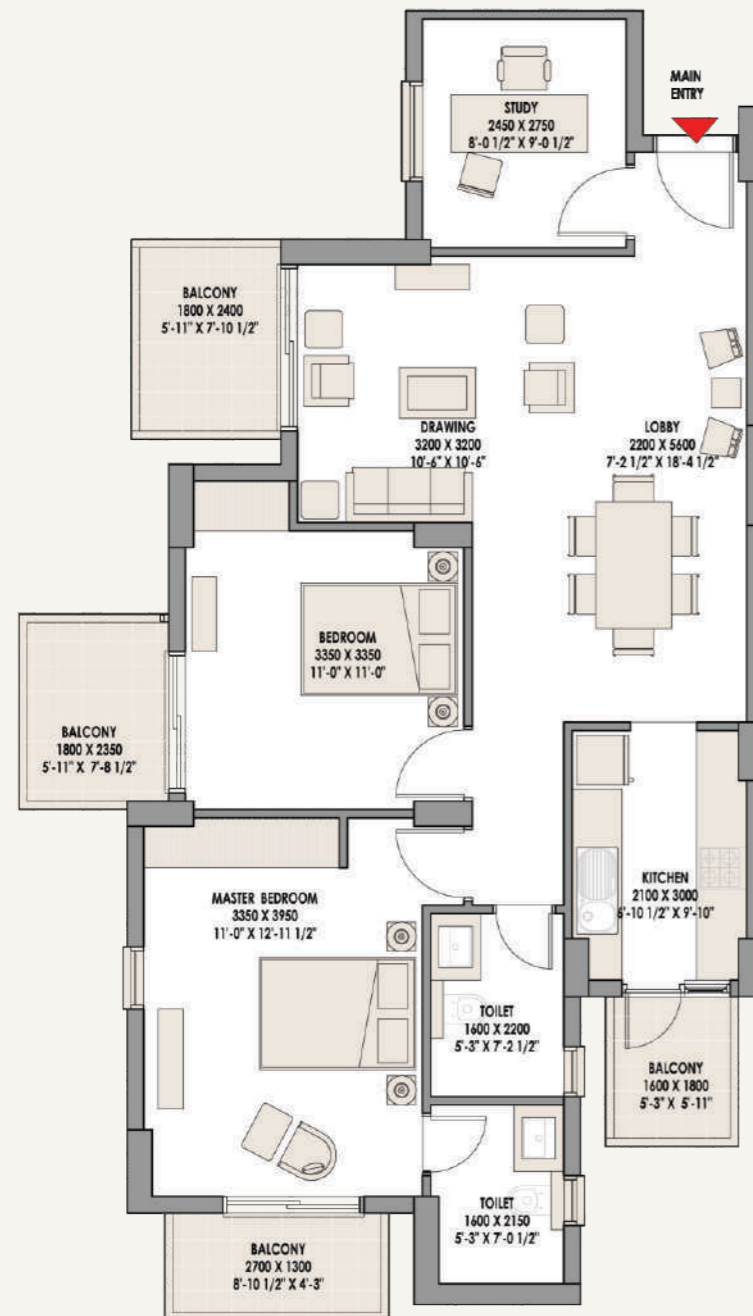 MAIN
ENTRY
STUDY
2450 X 2750
8'-0 1/2" X 9'-0 1/2"
BALCONY
1800 X 2400
5'-11" X 7'-10 1/2"
DRAWING
3200 X 3200
10'-6" X 10'-6"
LOBBY
2200 X 5600
7'-2 1/2" X 18'-4 1/2"
BEDROOM
3350 X 3350
11'-0" X 11'-0"
BALCONY
1800 X 2350
5'-11" X 7'-8 1/2"
KITCHEN
2100 X 3000
6'-10 1/2" X 9'-10"
MASTER BEDROOM
3350 X 3950
11'-0" X 12'-11 1/2"
TOILET
1600 X 2200
5'-3" X 7'-2 1/2"
BALCONY
1600 X 1800
5'-3" X 5'-11"
TOILET
1600 X 2150
5'-3" X 7'-0 1/2"
BALCONY
2700 X 1300
8'-10 1/2" X 4'-3"